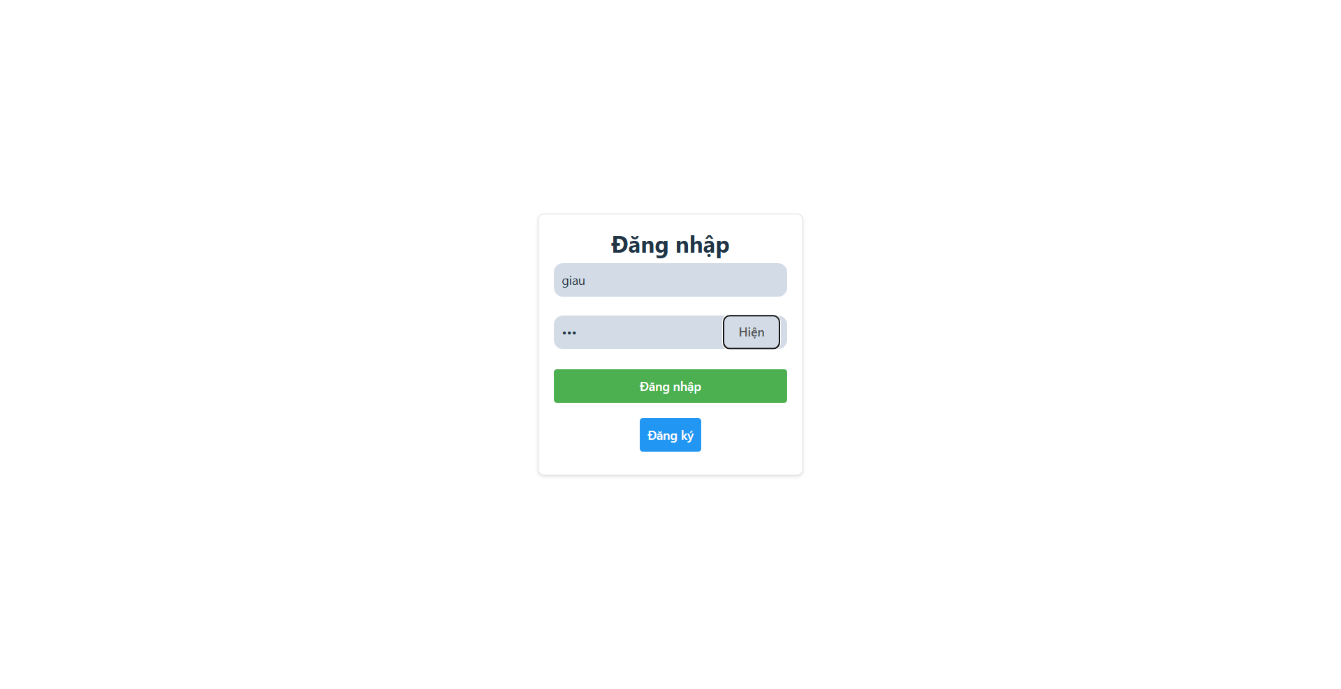 Đăng nhập
giau
••• Hiện
Đăng nhập
Đăng ký